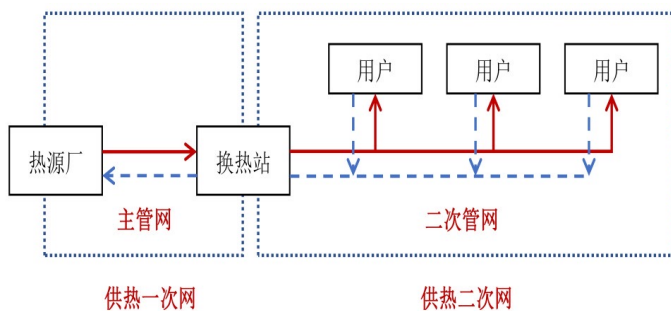 用户
用户
用户
热源厂
换热站
主管网
二次管网
供热一次网
供热二次网